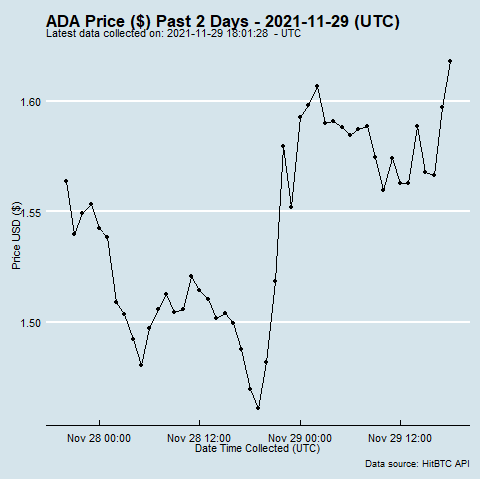 ADA Price ($) Past 2 Days - 2021-11-29 (UTC)
Latest data collected on: 2021-11-29 18:01:28 - UTC
1.60
1.55
1.50
Price USD ($)
Nov 28 00:00 Nov 28 12:00 Nov 29 00:00 Nov 29 12:00
Date Time Collected (UTC)
Data source: HitBTC API